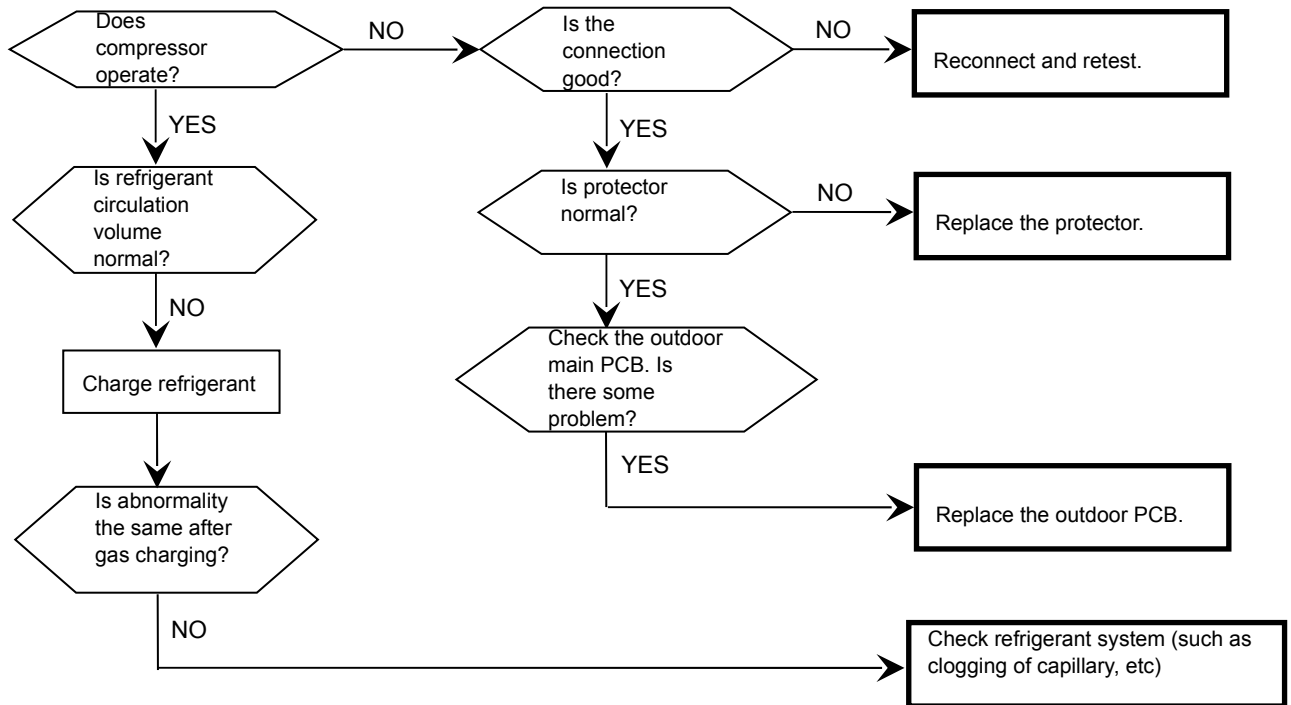 Does
compressor
operate?
NO
Is the
connection
good?
NO
Reconnect and retest.
YES
YES
Is refrigerant
circulation
volume
normal?
Is protector
normal?
NO
Replace the protector.
NO
YES
Charge refrigerant
Check the outdoor
main PCB. Is
there some
problem?
YES
Replace the outdoor PCB.
Is abnormality
the same after
gas charging?
NO
Check refrigerant system (such as
clogging of capillary, etc)